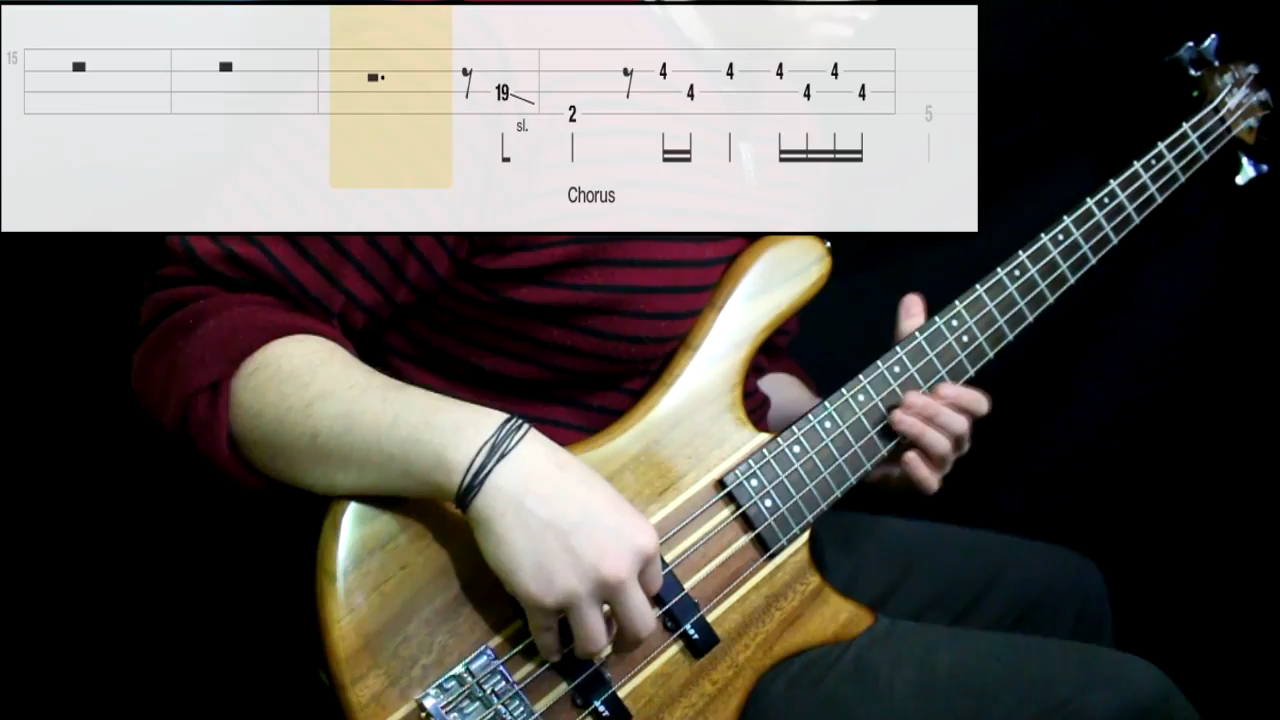 15
4 4 4 4
19 4 4 4
2 5
sl.
Chorus